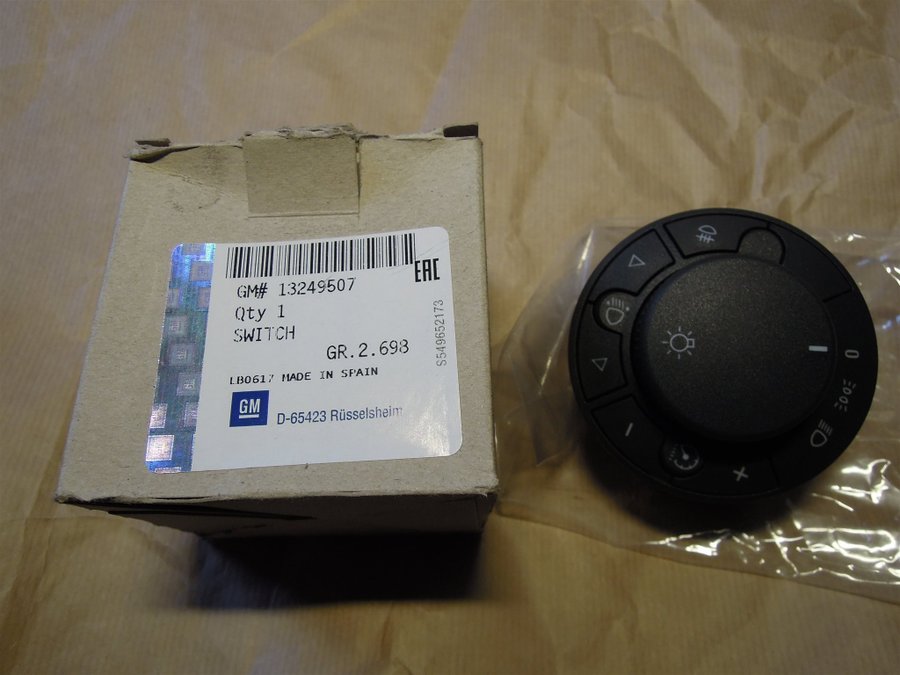 EAC
GM# 13249507
Qty 1
SWITCH
GR.2.698
LB0617 MADE IN SPAIN
GM
D-65423 Rüsselsheim
S549652173
0
- +